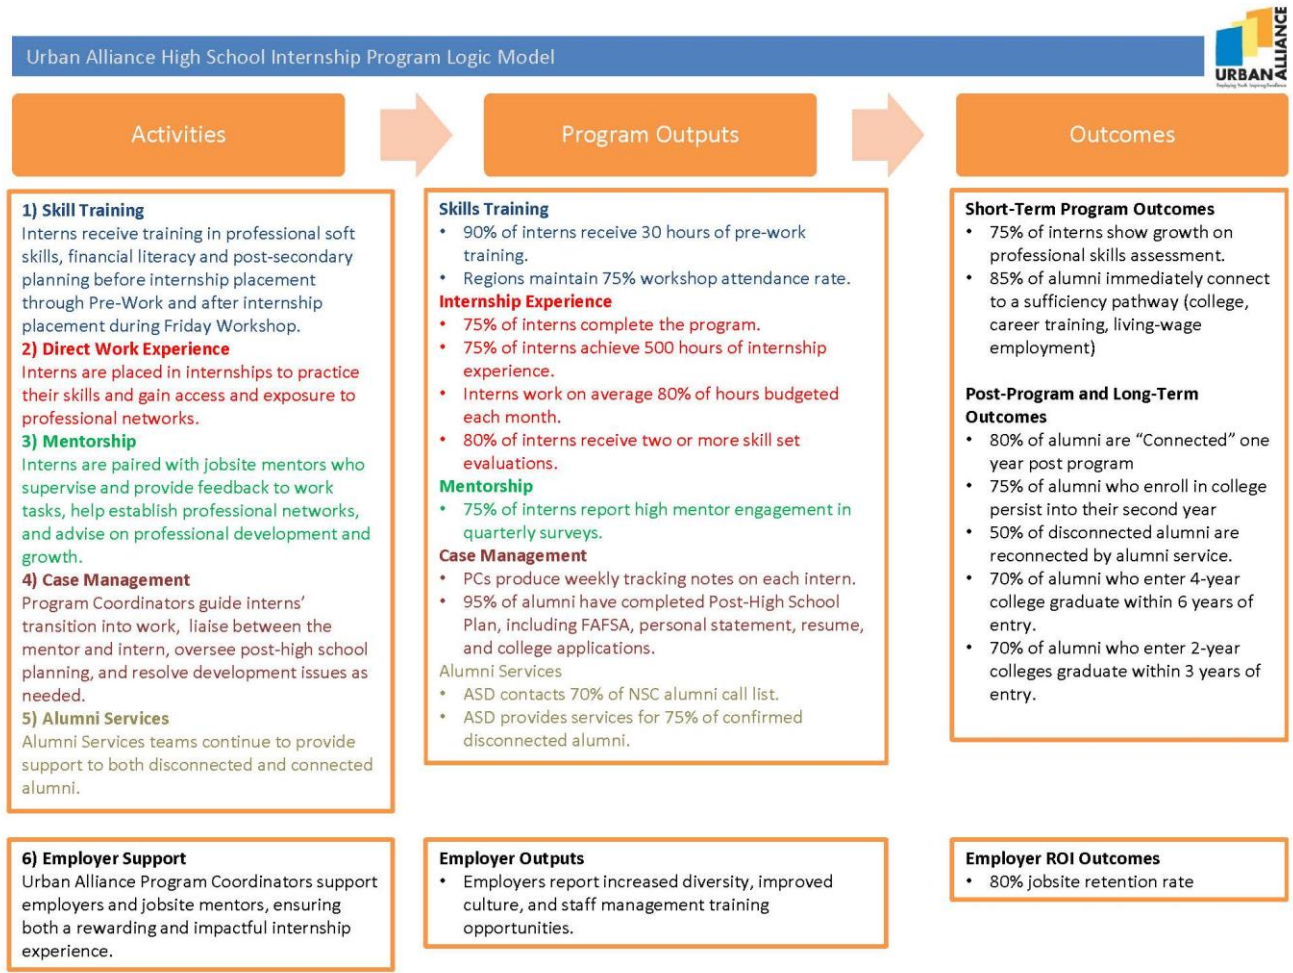 Urban Alliance High School Internship Program Logic Model
URBAN
ALLIANCE
Employing Youth Inspiring Excellence
Activities
Program Outputs
Outcomes
1) Skill Training
Interns receive training in professional soft
skills, financial literacy and post-secondary
planning before internship placement
through Pre-Work and after internship
placement during Friday Workshop.
2) Direct Work Experience
Interns are placed in internships to practice
their skills and gain access and exposure to
professional networks.
3) Mentorship
Interns are paired with jobsite mentors who
supervise and provide feedback to work
tasks, help establish professional networks,
and advise on professional development and
growth.
4) Case Management
Program Coordinators guide interns'
transition into work, liaise between the
mentor and intern, oversee post-high school
planning, and resolve development issues as
needed.
5) Alumni Services
Alumni Services teams continue to provide
support to both disconnected and connected
alumni.
Skills Training
• 90% of interns receive 30 hours of pre-work
training.
• Regions maintain 75% workshop attendance rate.
Internship Experience
• 75% of interns complete the program.
• 75% of interns achieve 500 hours of internship
experience.
• Interns work on average 80% of hours budgeted
each month.
• 80% of interns receive two or more skill set
evaluations.
Mentorship
• 75% of interns report high mentor engagement in
quarterly surveys.
Case Management
• PCs produce weekly tracking notes on each intern.
• 95% of alumni have completed Post-High School
Plan, including FAFSA, personal statement, resume,
and college applications.
Alumni Services
• ASD contacts 70% of NSC alumni call list.
• ASD provides services for 75% of confirmed
disconnected alumni.
Short-Term Program Outcomes
• 75% of interns show growth on
professional skills assessment.
• 85% of alumni immediately connect
to a sufficiency pathway (college,
career training, living-wage
employment)
Post-Program and Long-Term
Outcomes
• 80% of alumni are "Connected" one
year post program
• 75% of alumni who enroll in college
persist into their second year
• 50% of disconnected alumni are
reconnected by alumni service.
• 70% of alumni who enter 4-year
college graduate within 6 years of
entry.
• 70% of alumni who enter 2-year
colleges graduate within 3 years of
entry.
6) Employer Support
Urban Alliance Program Coordinators support
employers and jobsite mentors, ensuring
both a rewarding and impactful internship
experience.
Employer Outputs
• Employers report increased diversity, improved
culture, and staff management training
opportunities.
Employer ROI Outcomes
• 80% jobsite retention rate